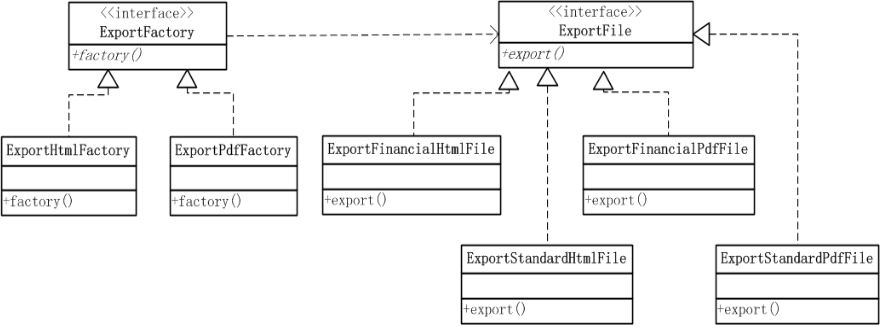 <<interface>>
ExportFactory
+factory()
<<interface>>
ExportFile
+export()
ExportHtmlFactory
+factory()
ExportPdfFactory
+factory()
ExportFinancialHtmlFile
+export()
ExportFinancialPdfFile
+export()
ExportStandardHtmlFile
+export()
ExportStandardPdfFile
+export()